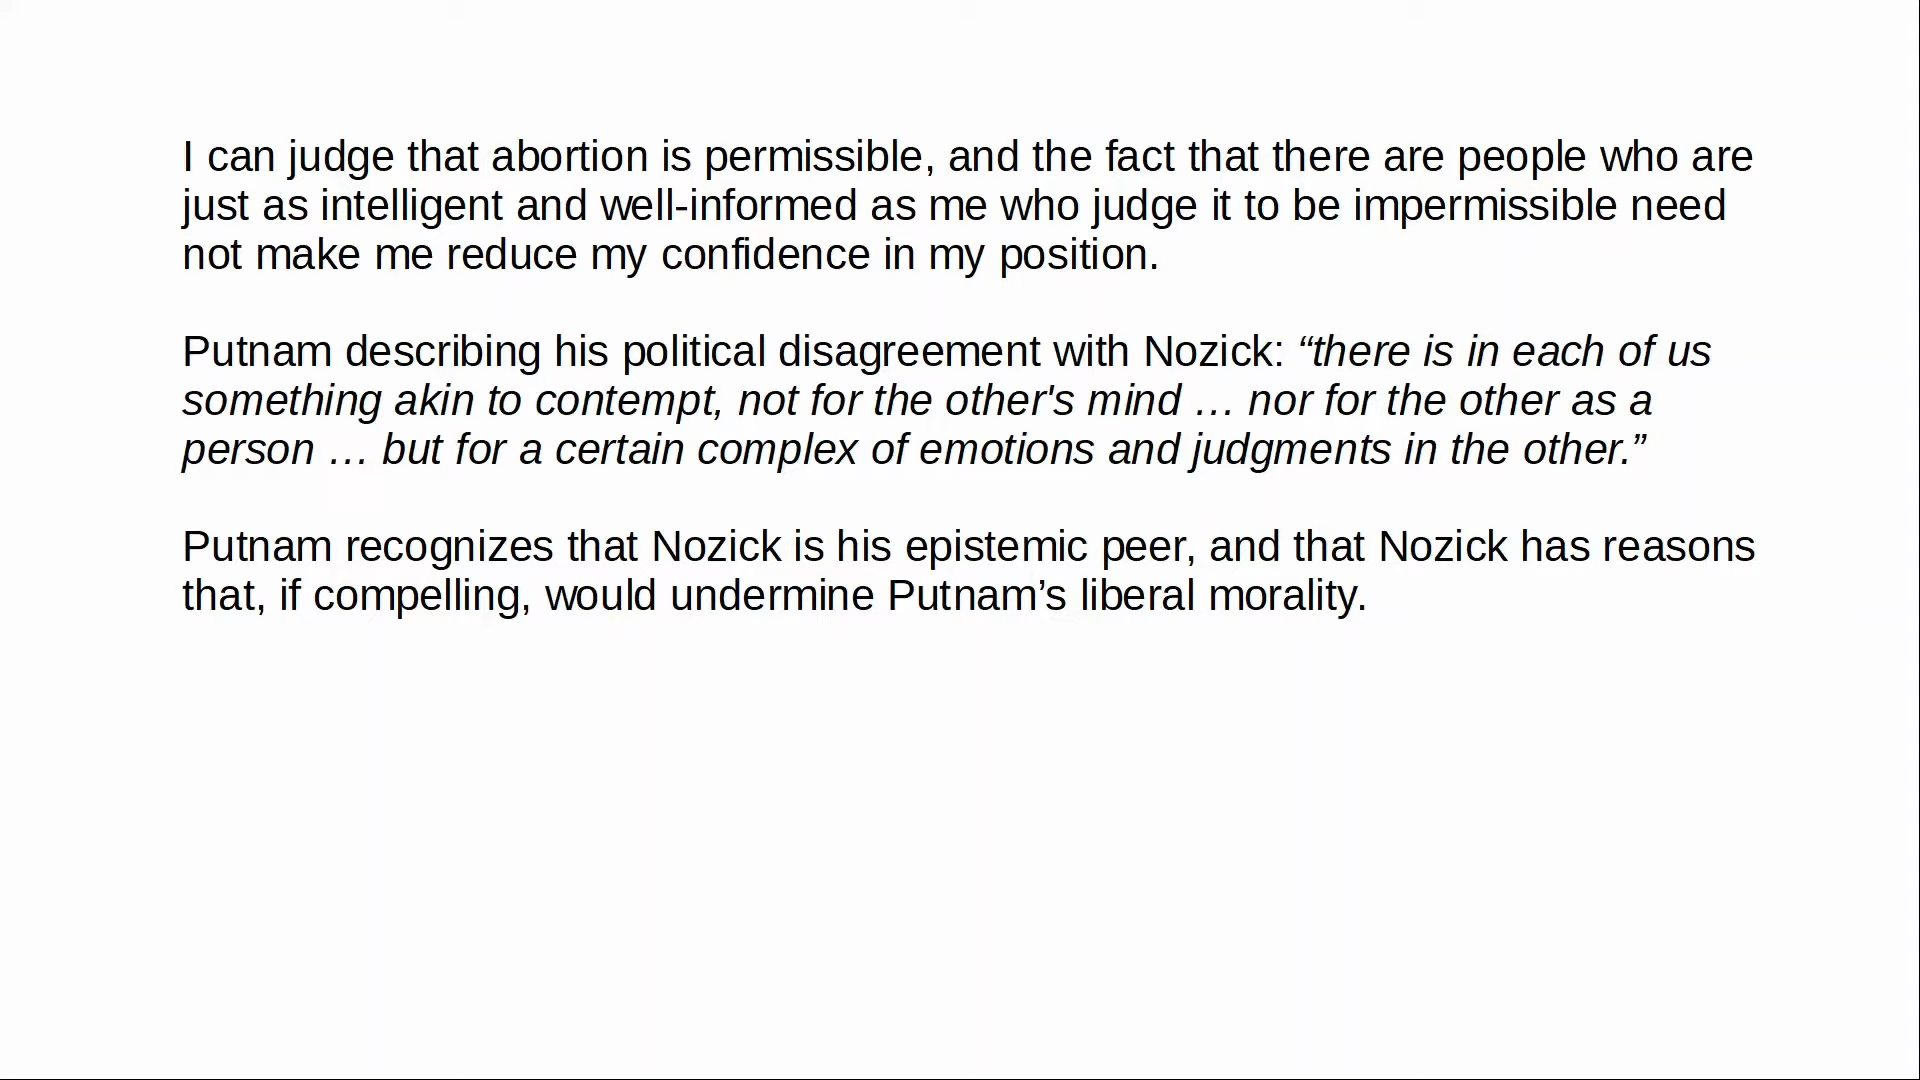 I can judge that abortion is permissible, and the fact that there are people who are
just as intelligent and well-informed as me who judge it to be impermissible need
not make me reduce my confidence in my position.
Putnam describing his political disagreement with Nozick: “there is in each of us
something akin to contempt, not for the other's mind … nor for the other as a
person … but for a certain complex of emotions and judgments in the other.”
Putnam recognizes that Nozick is his epistemic peer, and that Nozick has reasons
that, if compelling, would undermine Putnam’s liberal morality.